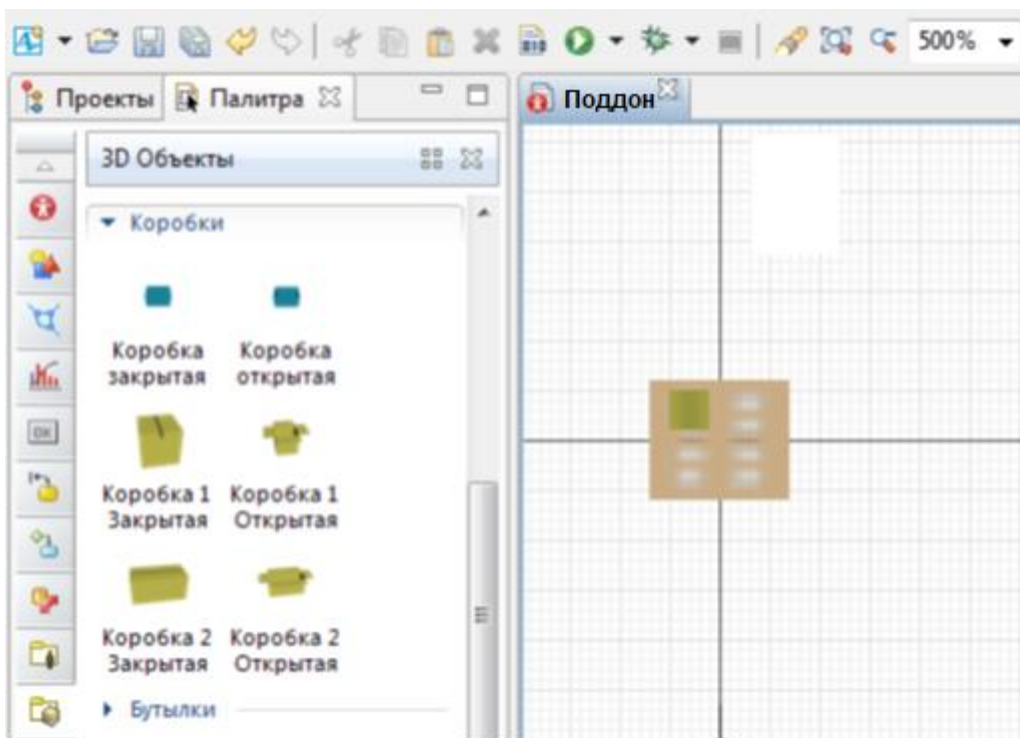 500%
Проекты
Палитра
Поддон
3D Объекты
Коробки
Коробка закрытая
Коробка открытая
Коробка 1 Закрытая
Коробка 1 Открытая
Коробка 2 Закрытая
Коробка 2 Открытая
Бутылки